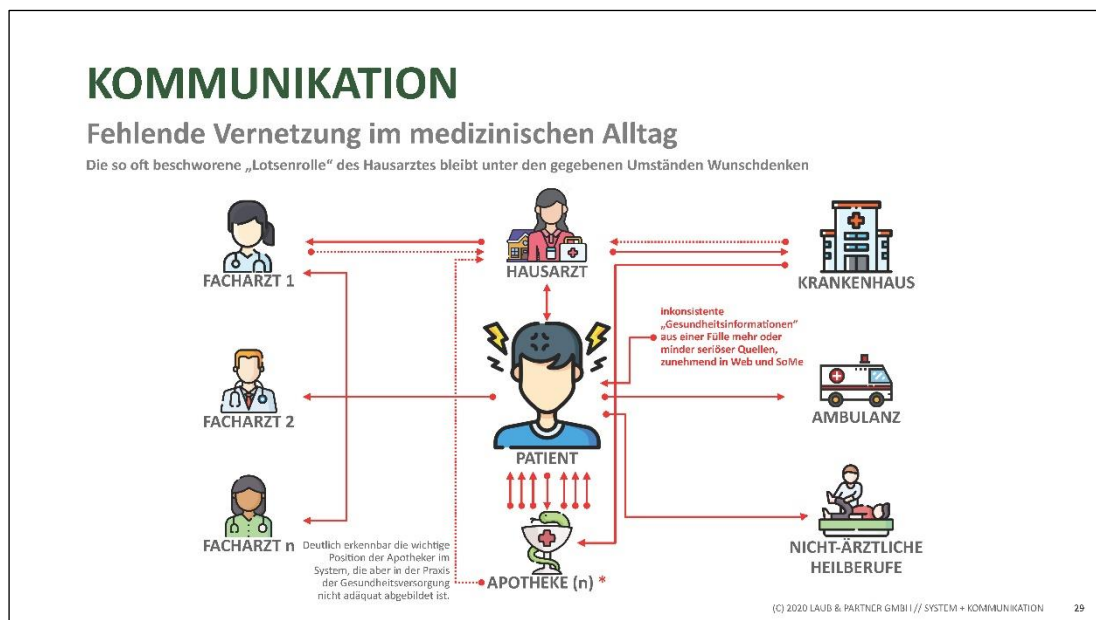 KOMMUNIKATION
Fehlende Vernetzung im medizinischen Alltag
Die so oft beschworene „Lotsenrolle“ des Hausarztes bleibt unter den gegebenen Umständen Wunschdenken
FACHARZT 1
HAUSARZT
KRANKENHAUS
inkonsistente
„Gesundheitsinformationen“
aus einer Fülle mehr oder
minder seriöser Quellen,
zunehmend in Web und SoMe
FACHARZT 2
PATIENT
AMBULANZ
FACHARZT n
Deutlich erkennbar die wichtige
Position der Apotheker im
System, die aber in der Praxis
der Gesundheitsversorgung
nicht adäquat abgebildet ist.
APOTHEKE (n) *
NICHT-ÄRZTLICHE
HEILBERUFE
(C) 2020 LAUB & PARTNER GMBH // SYSTEM + KOMMUNIKATION 29